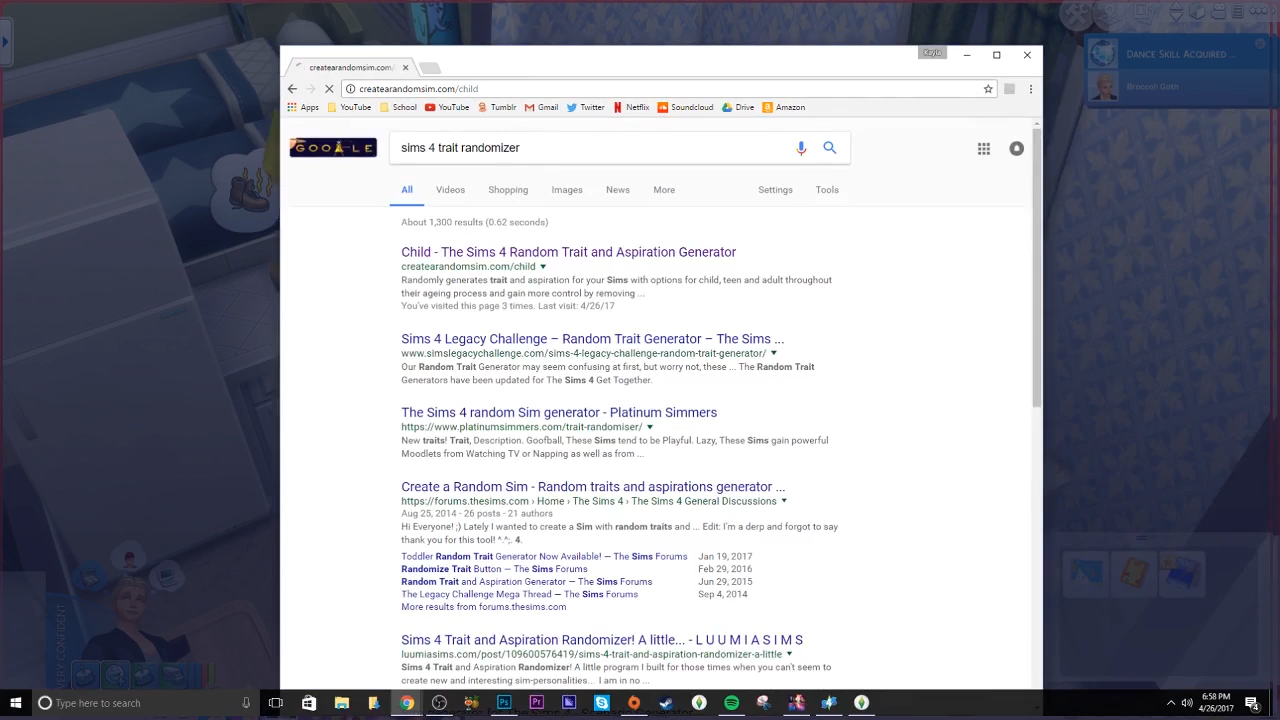 Kayla
createarandomsim.com/
createarandomsim.com/child
Apps YouTube School YouTube Tumblr Gmail Twitter Netflix Soundcloud Drive Amazon
DANCE SKILL ACQUIRED ...
Broccoli Goth
sims 4 trait randomizer
All Videos Shopping Images News More Settings Tools
About 1,300 results (0.62 seconds)
Child - The Sims 4 Random Trait and Aspiration Generator
createarandomsim.com/child
Randomly generates trait and aspiration for your Sims with options for child, teen and adult throughout
their ageing process and gain more control by removing ...
You've visited this page 3 times. Last visit: 4/26/17
Sims 4 Legacy Challenge – Random Trait Generator – The Sims ...
www.simslegacychallenge.com/sims-4-legacy-challenge-random-trait-generator/
Our Random Trait Generator may seem confusing at first, but worry not, these ... The Random Trait
Generators have been updated for The Sims 4 Get Together.
The Sims 4 random Sim generator - Platinum Simmers
https://www.platinumsimmers.com/trait-randomiser/
New traits! Trait, Description. Goofball, These Sims tend to be Playful. Lazy, These Sims gain powerful
Moodlets from Watching TV or Napping as well as from ...
Create a Random Sim - Random traits and aspirations generator ...
https://forums.thesims.com › Home › The Sims 4 › The Sims 4 General Discussions
Aug 25, 2014 - 26 posts - 21 authors
Hi Everyone! ;) Lately I wanted to create a Sim with random traits and ... Edit: I'm a derp and forgot to say
thank you for this tool! ^.^;. 4.
Toddler Random Trait Generator Now Available! — The Sims Forums Jan 19, 2017
Randomize Trait Button — The Sims Forums Feb 29, 2016
Random Trait and Aspiration Generator — The Sims Forums Jun 29, 2015
The Legacy Challenge Mega Thread — The Sims Forums Sep 4, 2014
More results from forums.thesims.com
Sims 4 Trait and Aspiration Randomizer! A little... - L U U M I A S I M S
luumiasims.com/post/109600576419/sims-4-trait-and-aspiration-randomizer-a-little
Sims 4 Trait and Aspiration Randomizer! A little program I built for those times when you can't seem to
create new and interesting sim-personalities... I am in no ...
VERY CONFIDENT
Type here to search
6:58 PM
4/26/2017